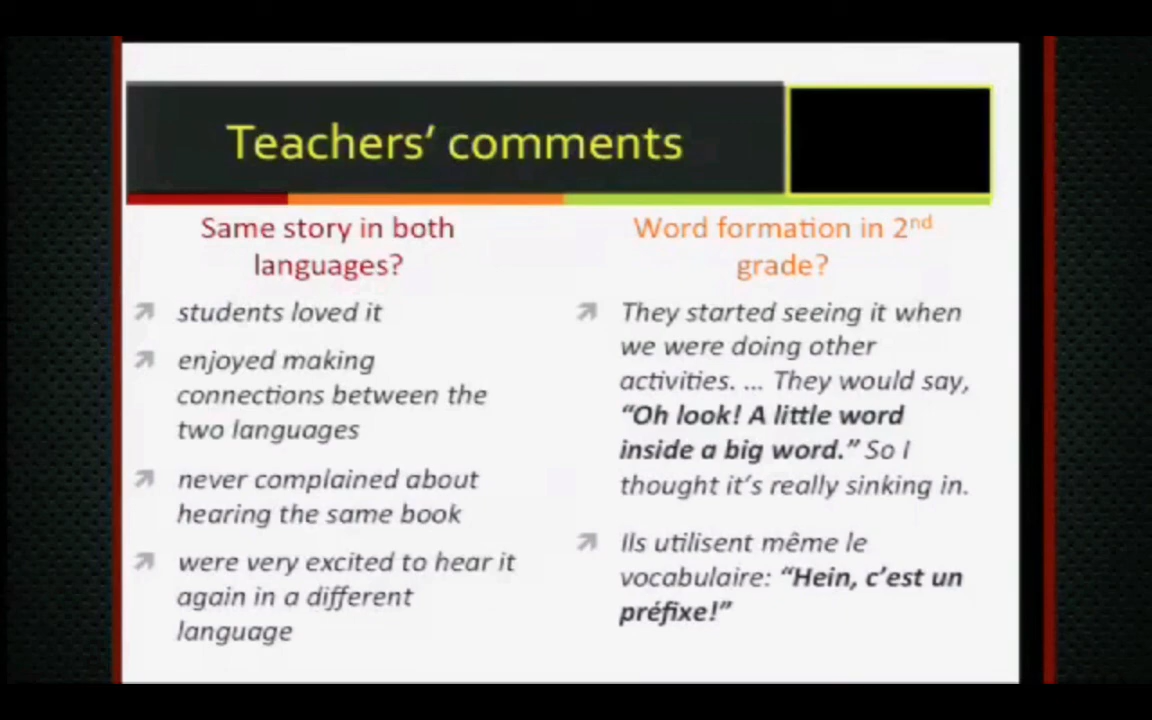 Teachers' comments
Same story in both
languages?
students loved it
enjoyed making
connections between the
two languages
never complained about
hearing the same book
were very excited to hear it
again in a different
language
Word formation in 2nd
grade?
They started seeing it when
we were doing other
activities. ... They would say,
“Oh look! A little word
inside a big word.” So I
thought it's really sinking in.
Ils utilisent même le
vocabulaire: “Hein, c'est un
préfixe!”